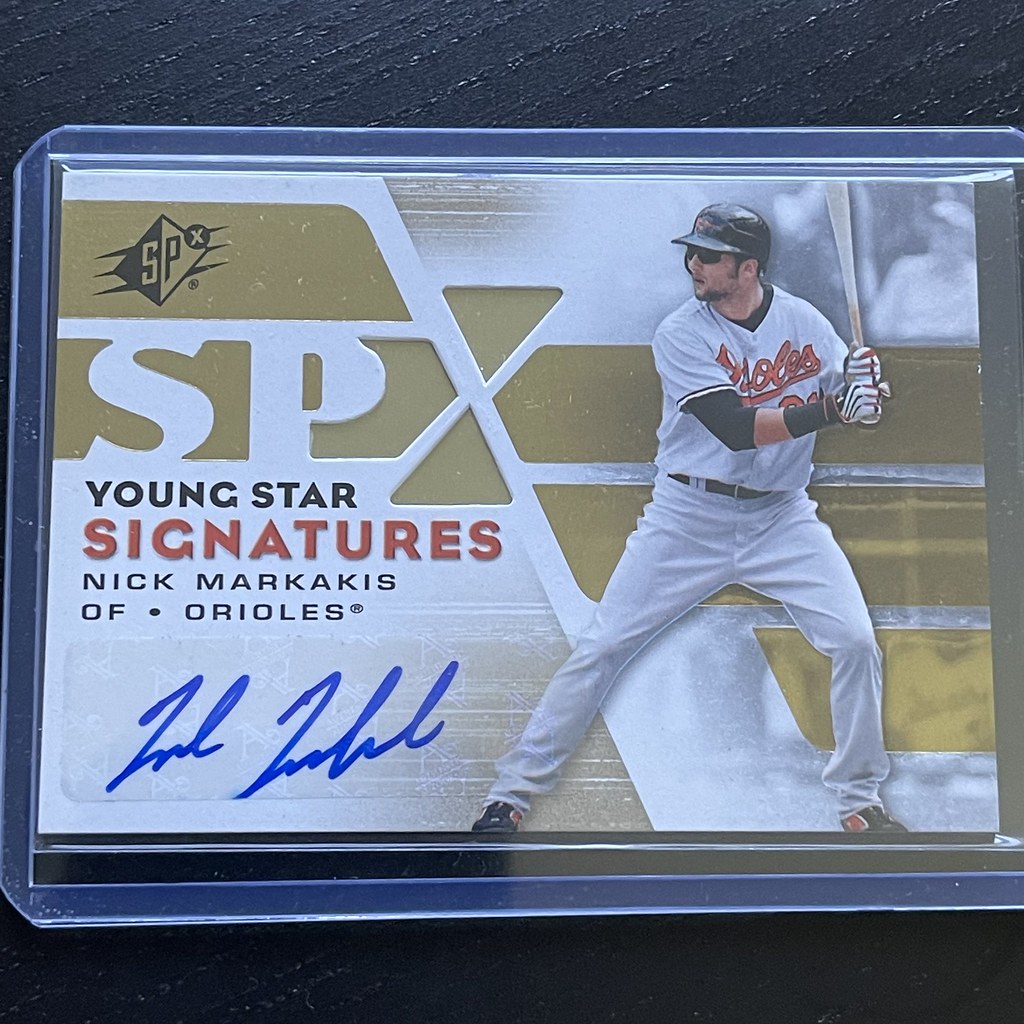 SPx®
SPX
YOUNG STAR
SIGNATURES
NICK MARKAKIS
OF • ORIOLES®
Orioles